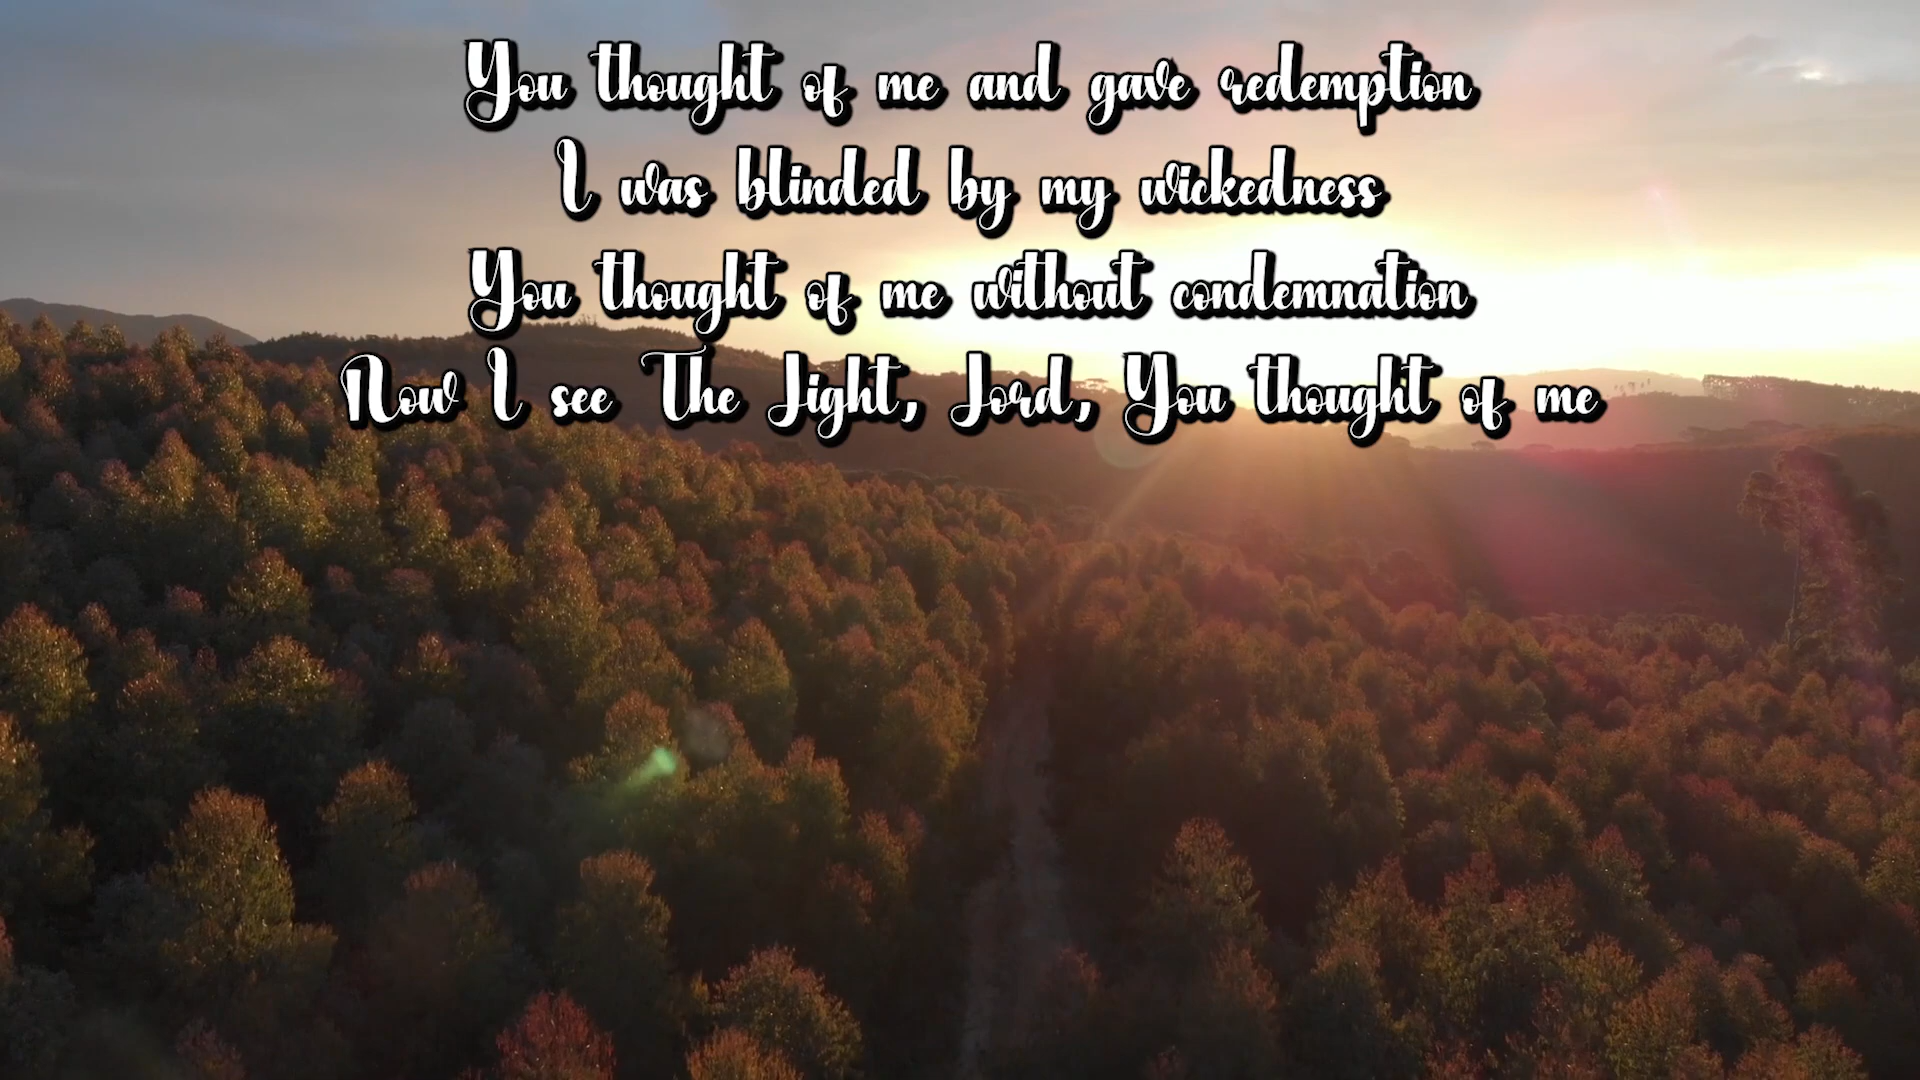 You thought of me and gave redemption
I was blinded by my wickedness
You thought of me without condemnation
Now I see The Light, Lord, You thought of me